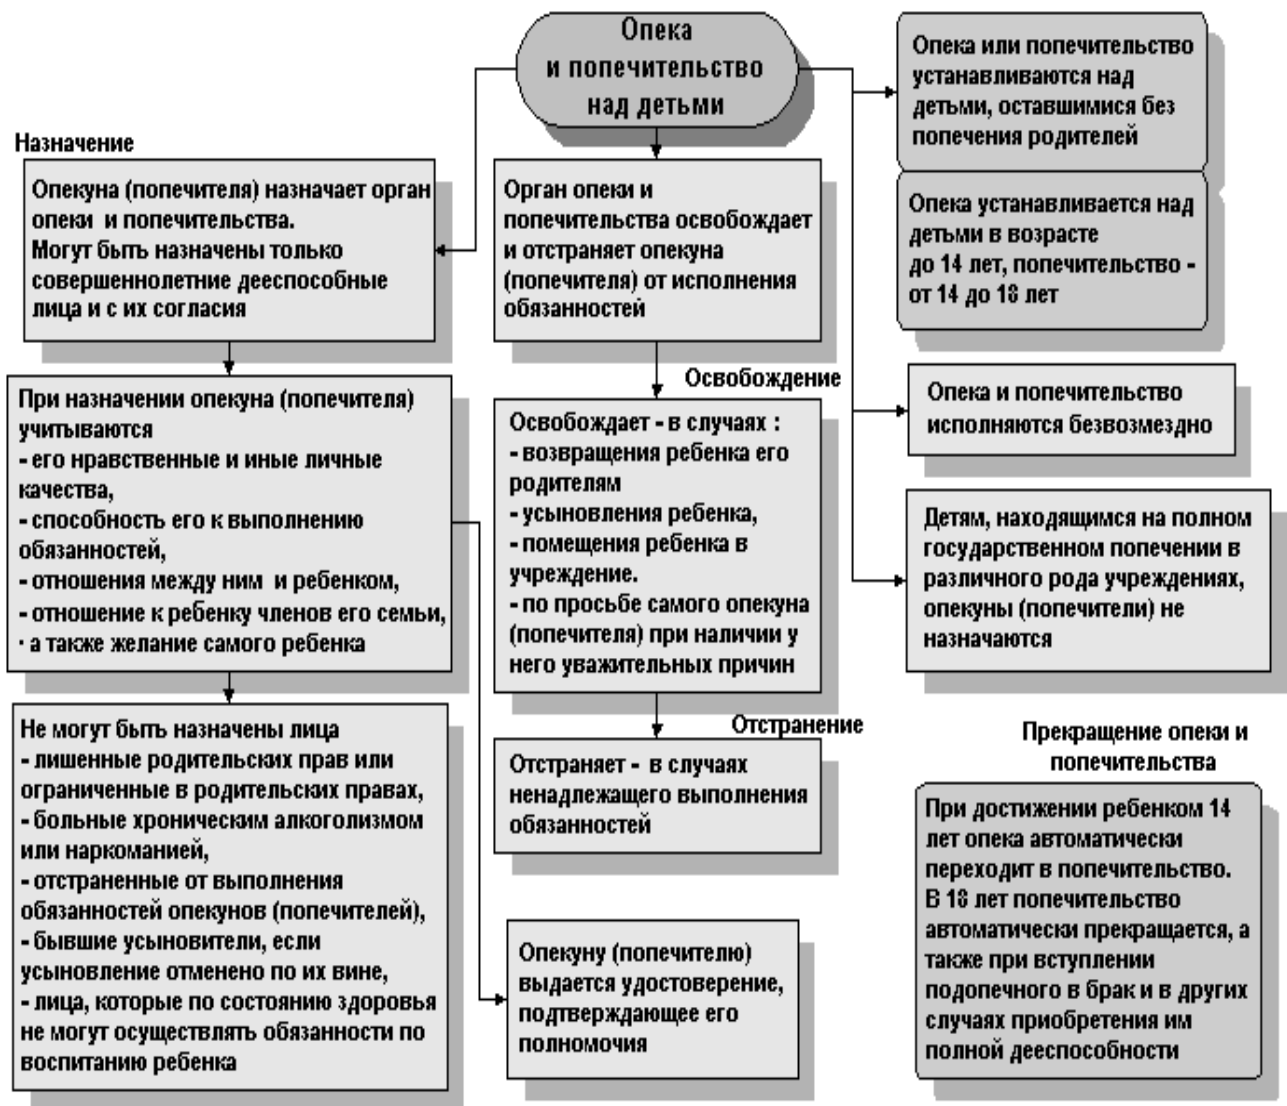 Опека
и попечительство
над детьми
Назначение
Опекуна (попечителя) назначает орган
опеки и попечительства.
Могут быть назначены только
совершеннолетние дееспособные
лица и с их согласия
При назначении опекуна (попечителя)
учитываются
- его нравственные и иные личные
качества,
- способность его к выполнению
обязанностей,
- отношения между ним и ребенком,
- отношение к ребенку членов его семьи,
· а также желание самого ребенка
Не могут быть назначены лица
- лишенные родительских прав или
ограниченные в родительских правах,
- больные хроническим алкоголизмом
или наркоманией,
- отстраненные от выполнения
обязанностей опекунов (попечителей),
- бывшие усыновители, если
усыновление отменено по их вине,
- лица, которые по состоянию здоровья
не могут осуществлять обязанности по
воспитанию ребенка
Орган опеки и
попечительства освобождает
и отстраняет опекуна
(попечителя) от исполнения
обязанностей
Освобождение
Освобождает - в случаях :
- возвращения ребенка его
родителям
- усыновления ребенка,
- помещения ребенка в
учреждение.
- по просьбе самого опекуна
(попечителя) при наличии у
него уважительных причин
Отстранение
Отстраняет - в случаях
ненадлежащего выполнения
обязанностей
Опекуну (попечителю)
выдается удостоверение,
подтверждающее его
полномочия
Опека или попечительство
устанавливаются над
детьми, оставшимися без
попечения родителей
Опека устанавливается над
детьми в возрасте
до 14 лет, попечительство -
от 14 до 18 лет
Опека и попечительство
исполняются безвозмездно
Детям, находящимся на полном
государственном попечении в
различного рода учреждениях,
опекуны (попечители) не
назначаются
Прекращение опеки и
попечительства
При достижении ребенком 14
лет опека автоматически
переходит в попечительство.
В 18 лет попечительство
автоматически прекращается, а
также при вступлении
подопечного в брак и в других
случаях приобретения им
полной дееспособности